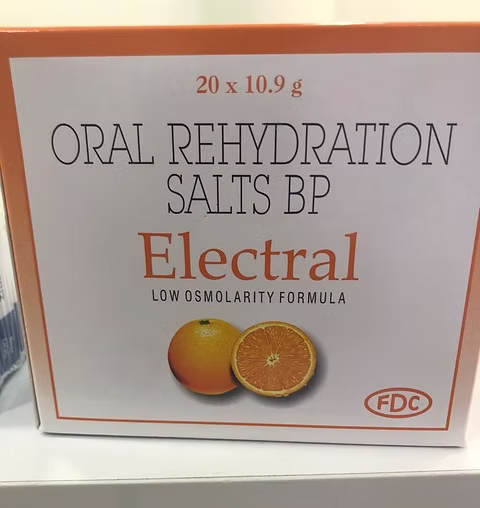 20 x 10.9 g
ORAL REHYDRATION
SALTS BP
Electral
LOW OSMOLARITY FORMULA
FDC